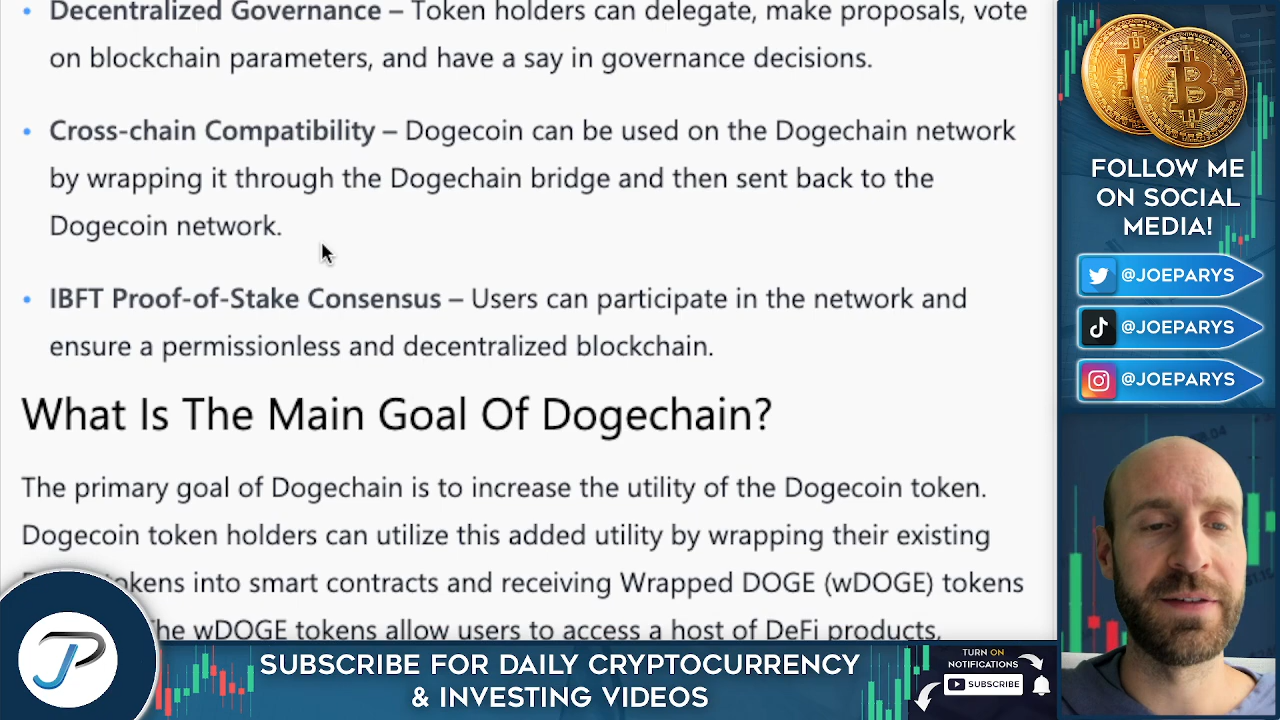 Decentralized Governance – Token holders can delegate, make proposals, vote
on blockchain parameters, and have a say in governance decisions.
Cross-chain Compatibility – Dogecoin can be used on the Dogechain network
by wrapping it through the Dogechain bridge and then sent back to the
Dogecoin network.
IBFT Proof-of-Stake Consensus – Users can participate in the network and
ensure a permissionless and decentralized blockchain.
What Is The Main Goal Of Dogechain?
The primary goal of Dogechain is to increase the utility of the Dogecoin token.
Dogecoin token holders can utilize this added utility by wrapping their existing
tokens into smart contracts and receiving Wrapped DOGE (wDOGE) tokens
The wDOGE tokens allow users to access a host of DeFi products,
FOLLOW ME
ON SOCIAL
MEDIA!
@JOEPARYS
@JOEPARYS
@JOEPARYS
JP
SUBSCRIBE FOR DAILY CRYPTOCURRENCY
& INVESTING VIDEOS
TURN ON
NOTIFICATIONS
SUBSCRIBE